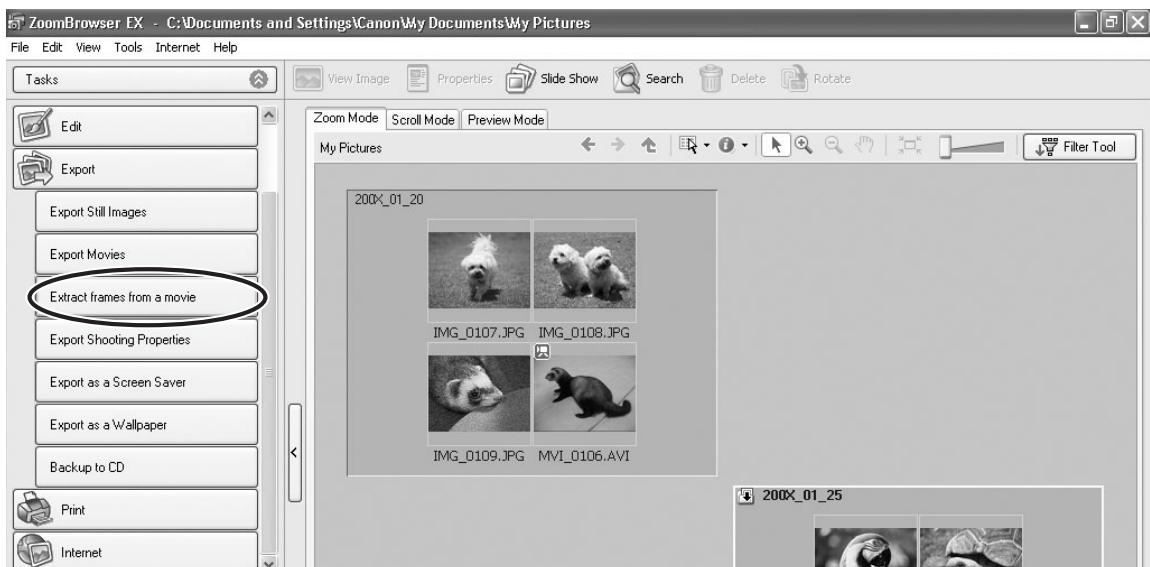 ZoomBrowser EX - C:\Documents and Settings\Canon\My Documents\My Pictures
File Edit View Tools Internet Help
Tasks
View Image Properties Slide Show Search Delete Rotate
Edit
Export
Export Still Images
Export Movies
Extract frames from a movie
Export Shooting Properties
Export as a Screen Saver
Export as a Wallpaper
Backup to CD
Print
Internet
Zoom Mode Scroll Mode Preview Mode
My Pictures
Filter Tool
200X_01_20
IMG_0107.JPG IMG_0108.JPG
IMG_0109.JPG MVI_0106.AVI
200X_01_25